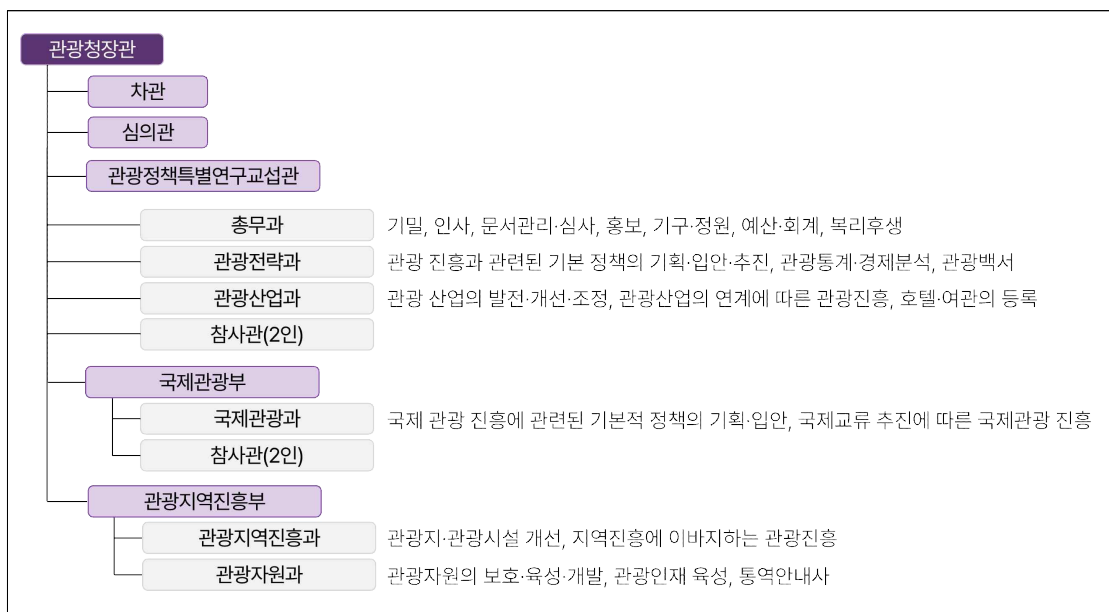 관광청장관
차관
심의관
관광정책특별연구교섭관
총무과 기밀, 인사, 문서관리·심사, 홍보, 기구·정원, 예산·회계, 복리후생
관광전략과 관광 진흥과 관련된 기본 정책의 기획·입안·추진, 관광통계·경제분석, 관광백서
관광산업과 관광 산업의 발전·개선·조정, 관광산업의 연계에 따른 관광진흥, 호텔·여관의 등록
참사관(2인)
국제관광부
국제관광과 국제 관광 진흥에 관련된 기본적 정책의 기획·입안, 국제교류 추진에 따른 국제관광 진흥
참사관(2인)
관광지역진흥부
관광지역진흥과 관광지·관광시설 개선, 지역진흥에 이바지하는 관광진흥
관광자원과 관광자원의 보호·육성·개발, 관광인재 육성, 통역안내사